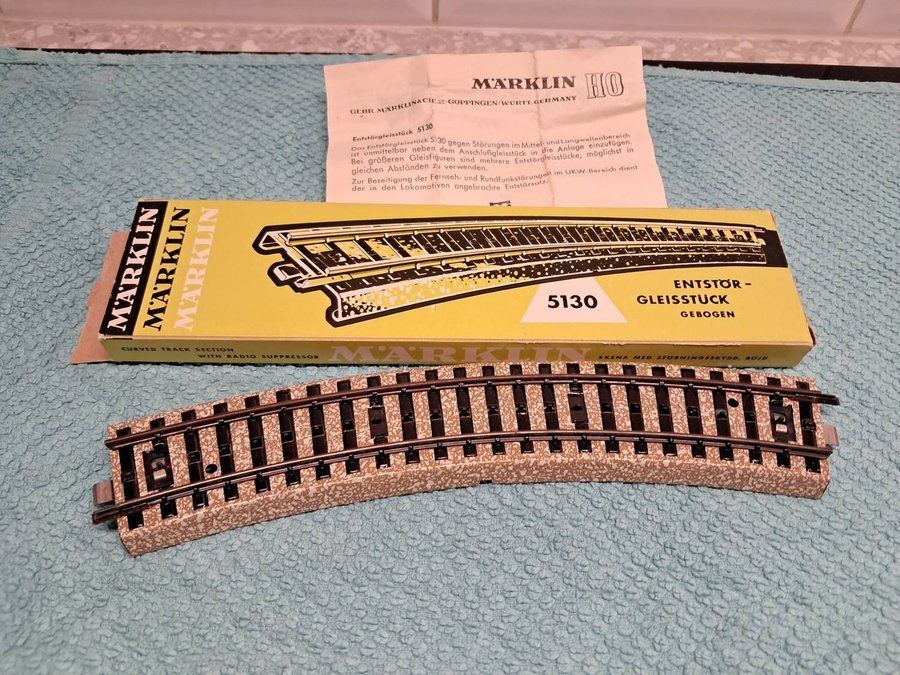 MÄRKLIN H0
GEBR. MÄRKLIN & CIE. GÖPPINGEN/WÜRTT. GERMANY
Entstörgleisstück 5130
Das Entstörgleisstück 5130 gegen Störungen im Mittel- und Langwellenbereich
ist unmittelbar neben dem Anschlußgleisstück in die Anlage einzufügen.
Bei größeren Gleisfiguren sind mehrere Entstörgleisstücke, möglichst in
gleichen Abständen zu verwenden.
Zur Beseitigung der Fernseh- und Rundfunkstörungen im UKW-Bereich dient
der in den Lokomotiven angebrachte Entstörsatz.
MÄRKLIN
MÄRKLIN
MÄRKLIN
5130
ENTSTÖR-
GLEISSTÜCK
GEBOGEN
CURVED TRACK SECTION
WITH RADIO SUPPRESSOR
MÄRKLIN
SKENA MED STÖRNINGSSKYDD, BÖJD